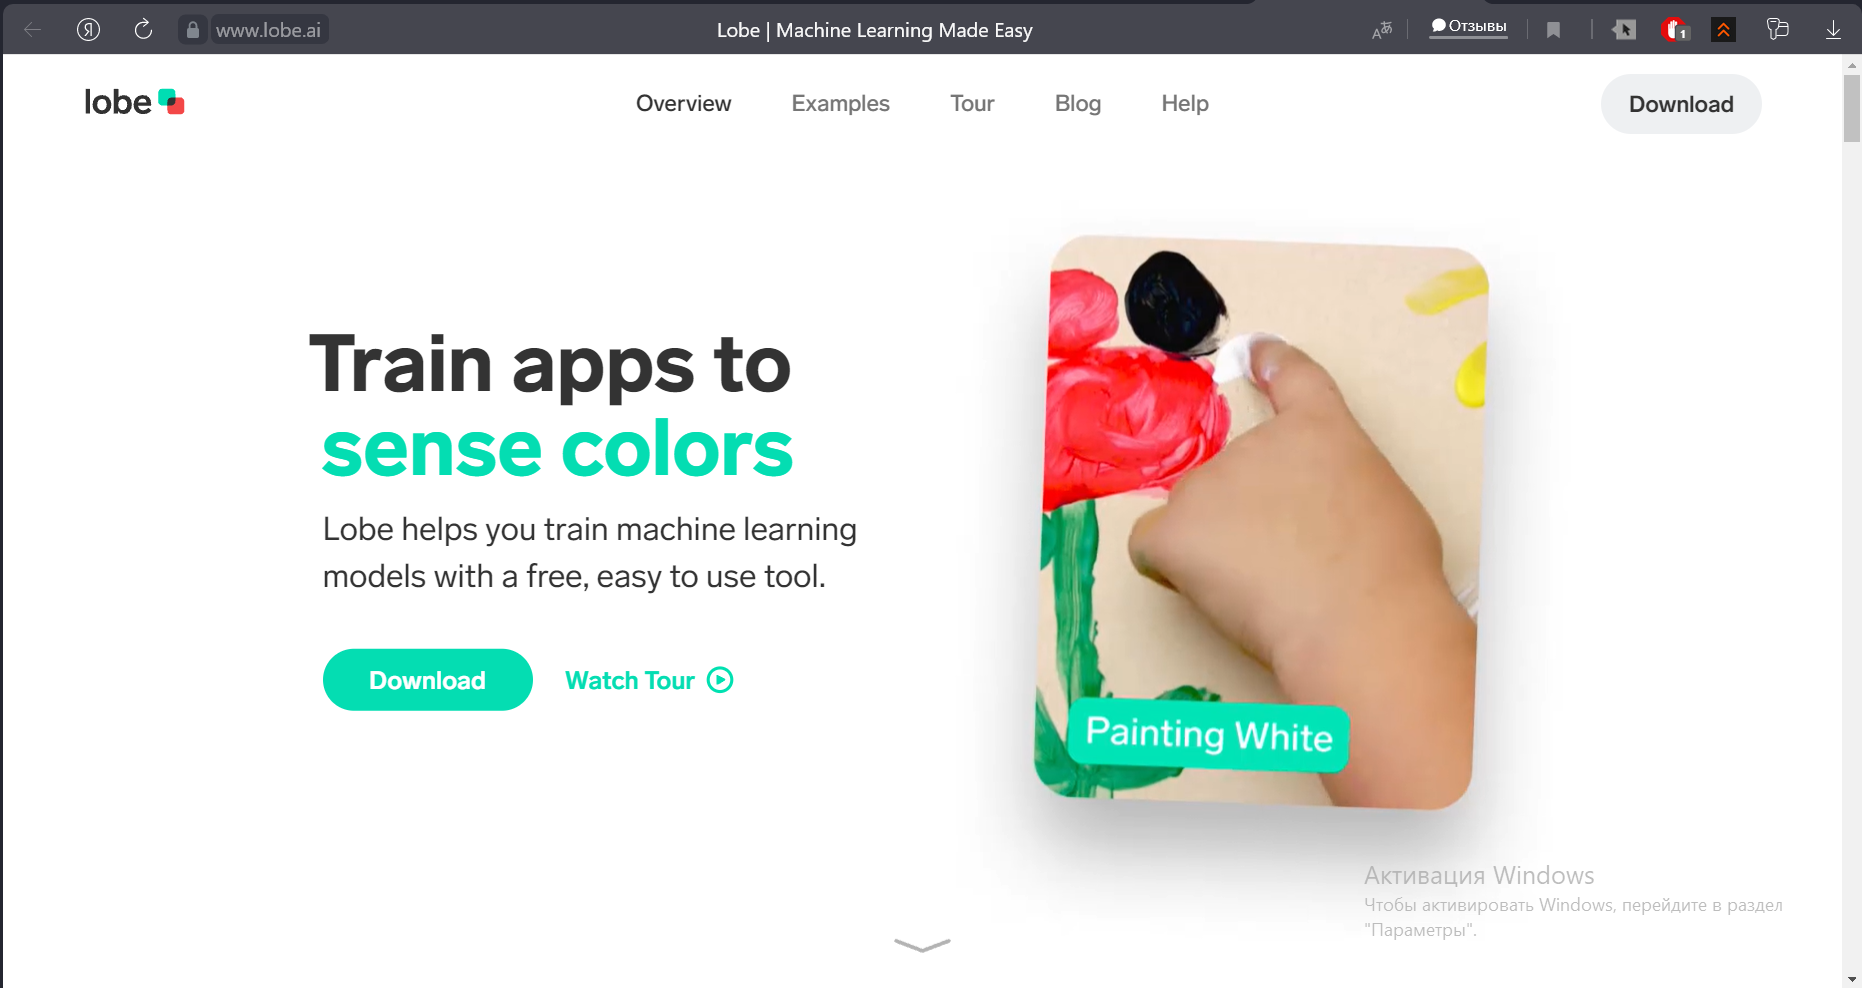 Я
www.lobe.ai
Lobe | Machine Learning Made Easy
Отзывы
1
lobe
Overview
Examples
Tour
Blog
Help
Download
Train apps to
sense colors
Lobe helps you train machine learning
models with a free, easy to use tool.
Download
Watch Tour
Painting White
Активация Windows
Чтобы активировать Windows, перейдите в раздел
"Параметры".